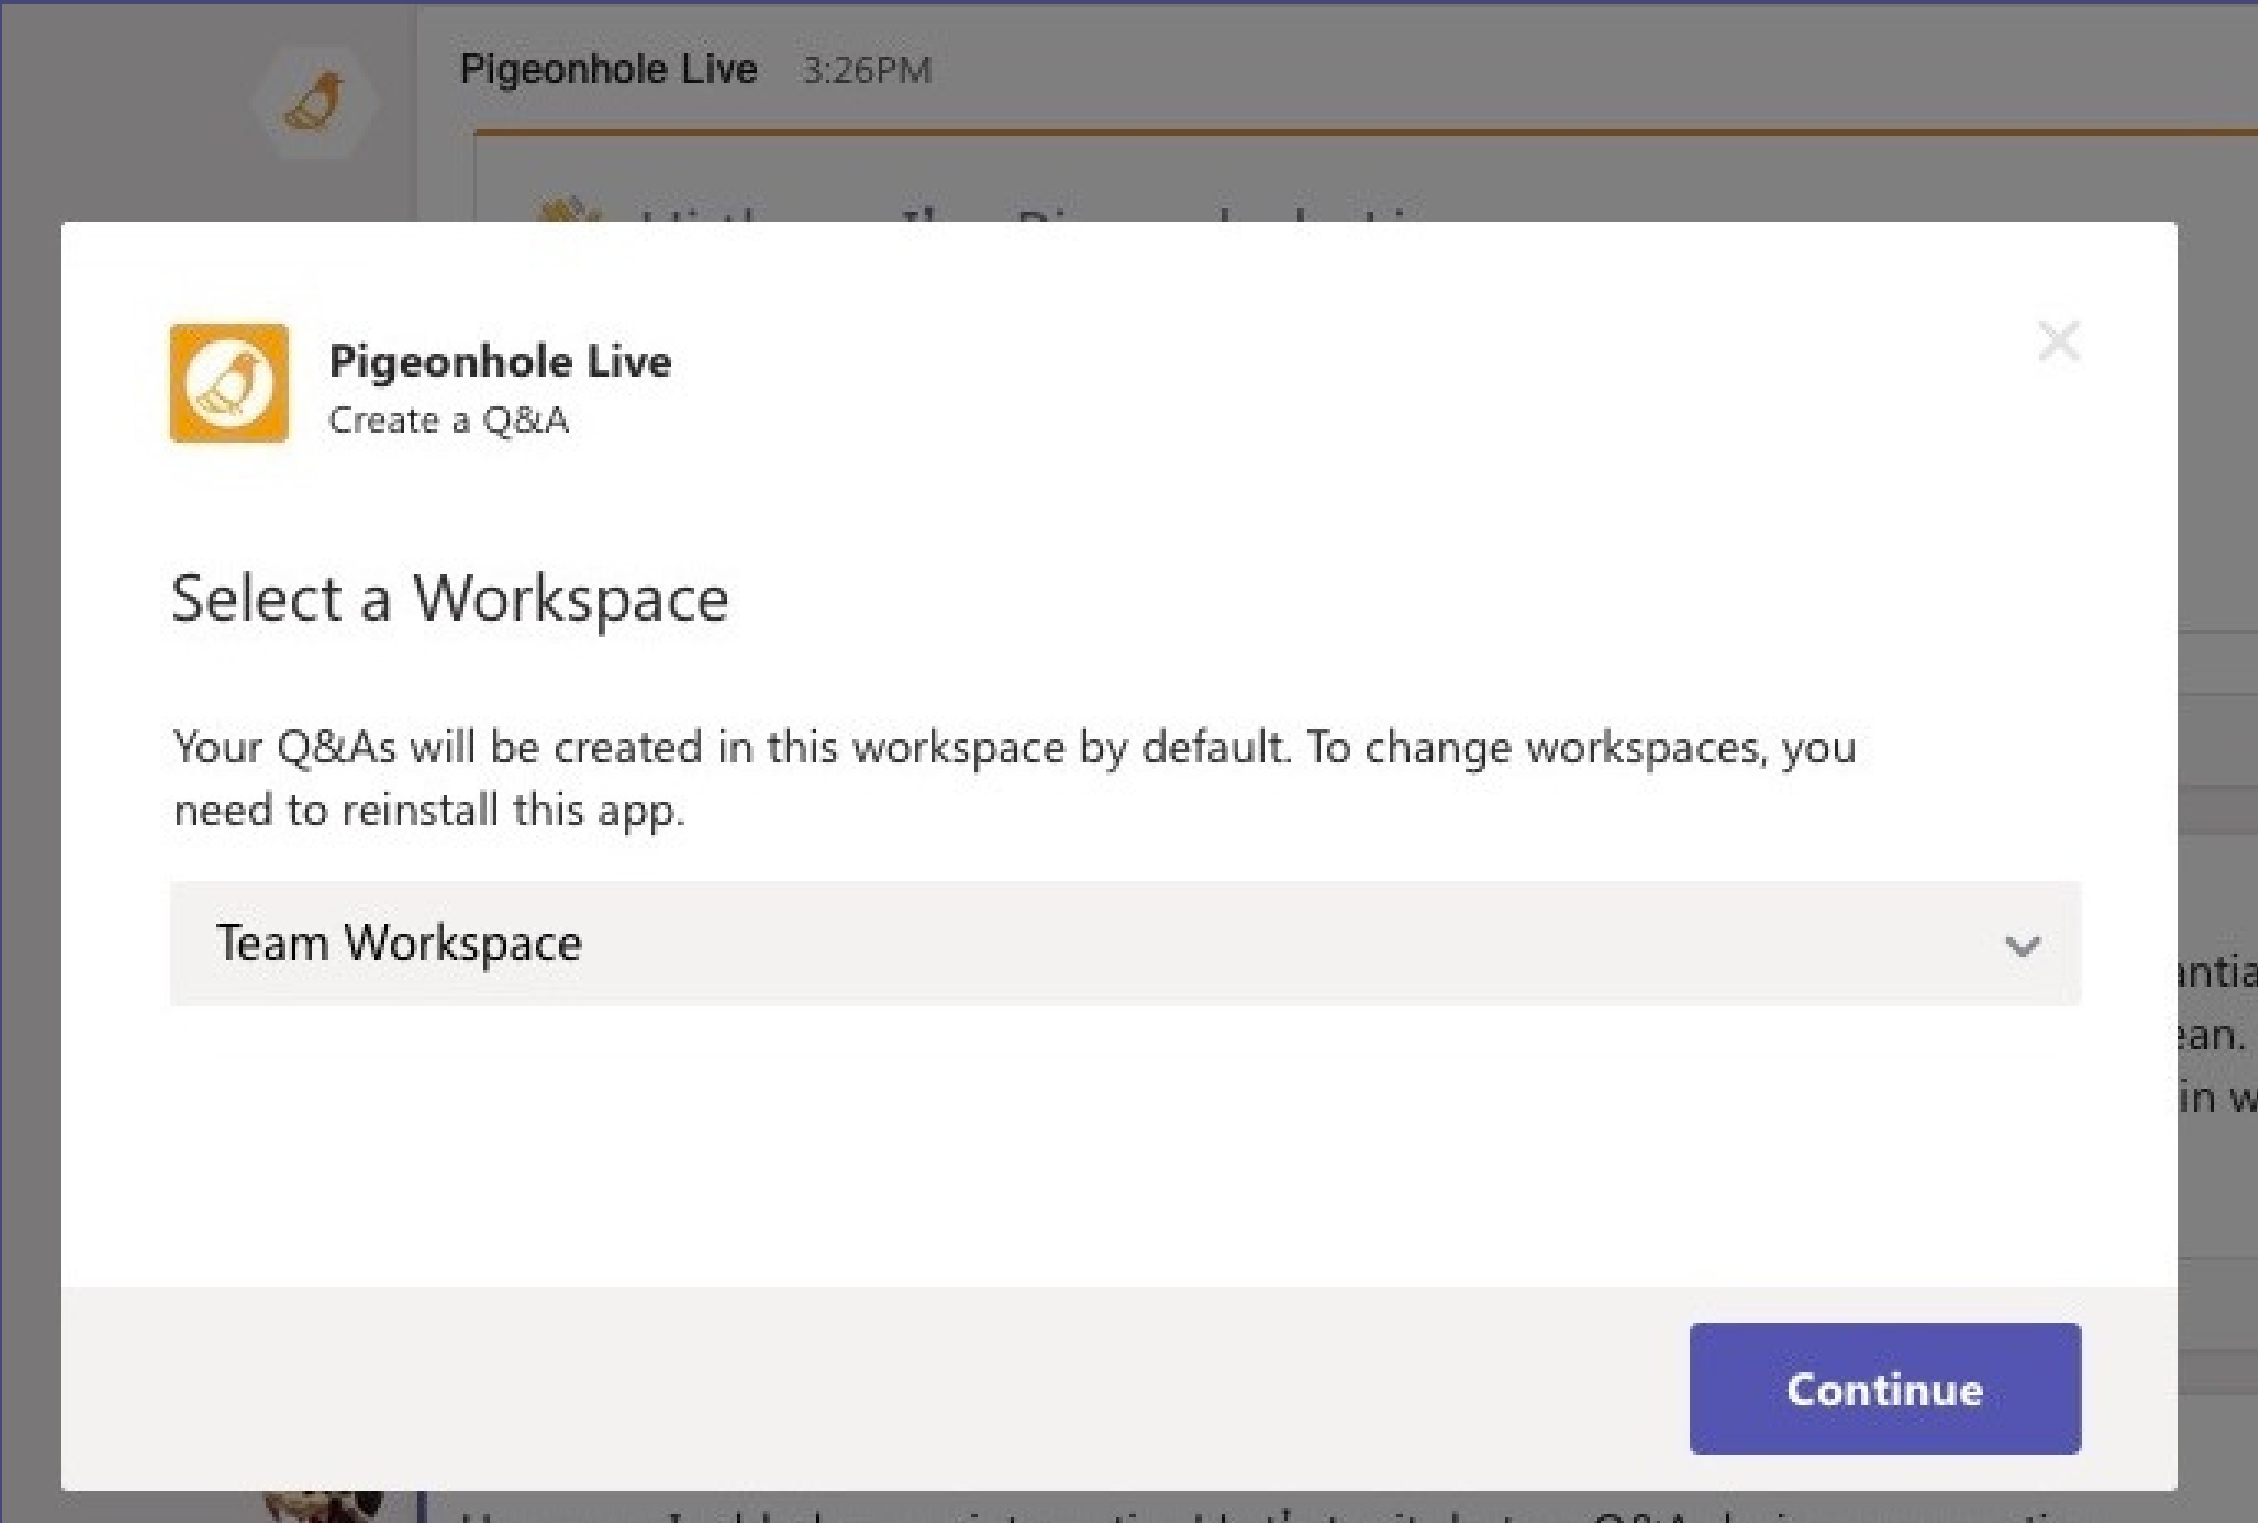 Pigeonhole Live 3:26PM
Pigeonhole Live
Create a Q&A
Select a Workspace
Your Q&As will be created in this workspace by default. To change workspaces, you
need to reinstall this app.
Team Workspace
in
Continue